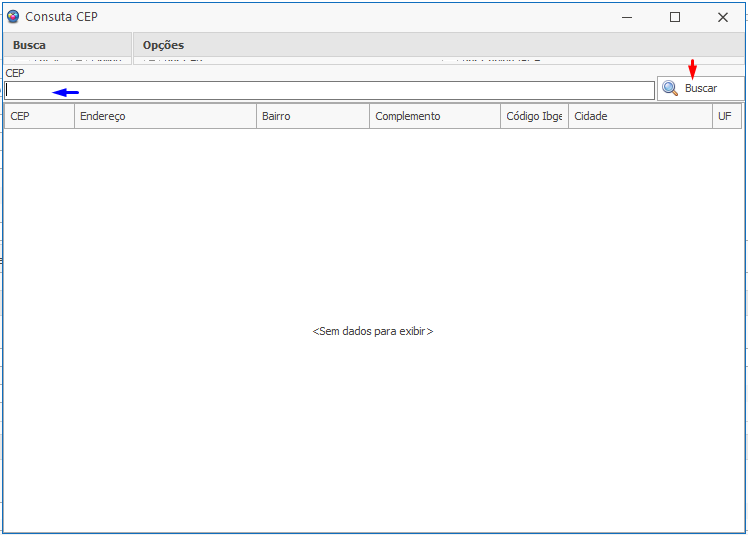 Consuta CEP
Busca Opções
CEP
Buscar
CEP Endereço Bairro Complemento Código Ibge Cidade UF
<Sem dados para exibir>